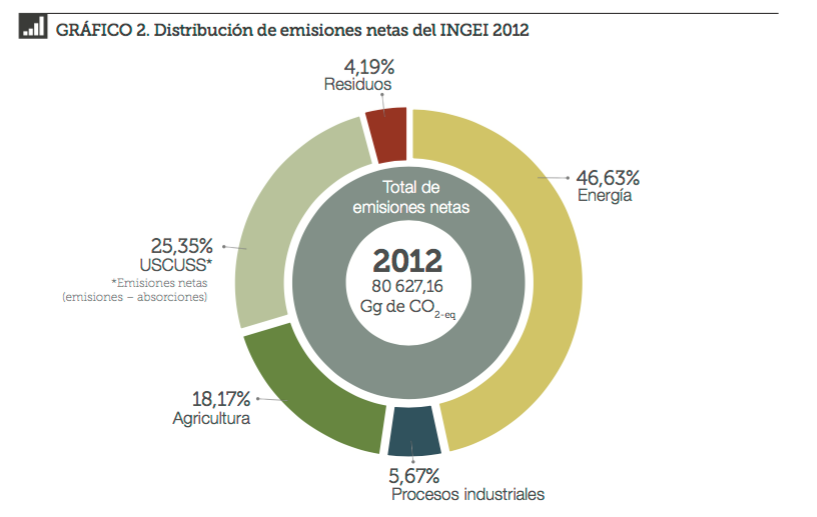 GRÁFICO 2. Distribución de emisiones netas del INGEI 2012
4,19%
Residuos
46,63%
Energía
Total de
emisiones netas
2012
80 627,16
Gg de CO2-eq
25,35%
USCUSS*
*Emisiones netas
(emisiones – absorciones)
18,17%
Agricultura
5,67%
Procesos industriales